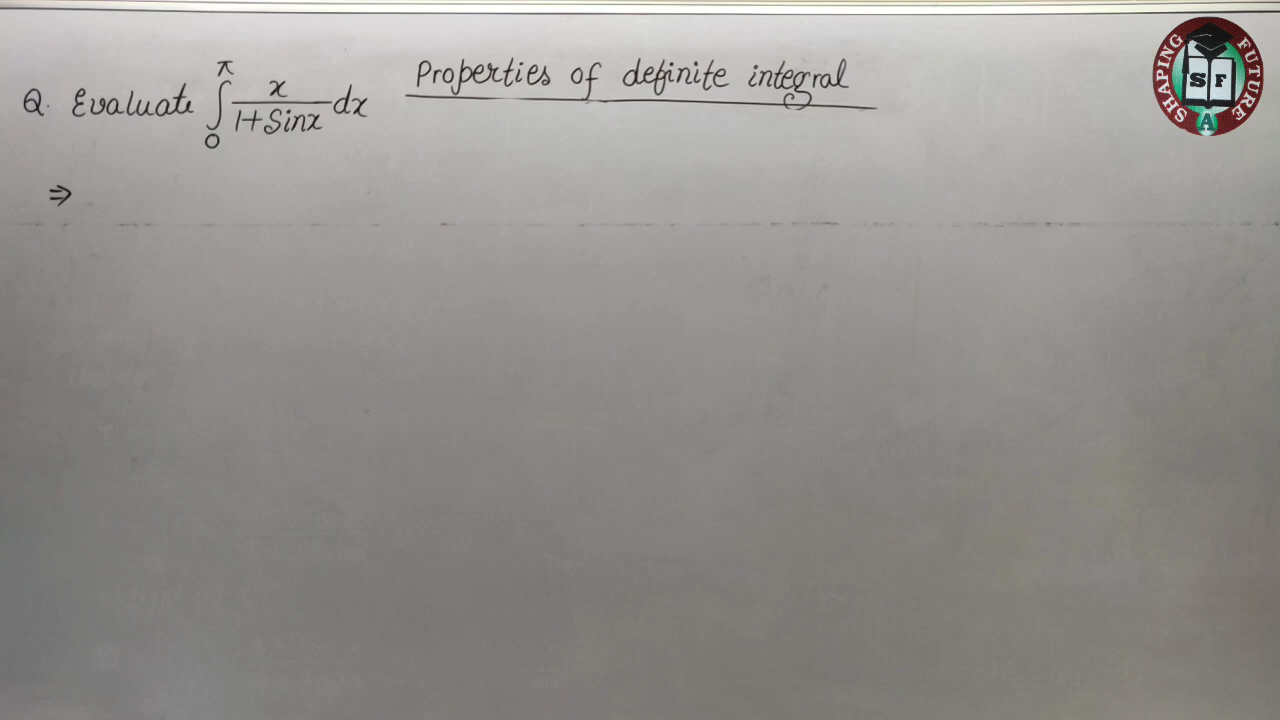 Properties of definite integral
Q. Evaluate ∫₀^π x/(1+Sinx) dx
⇒
SHAPING FUTURE
S F
A